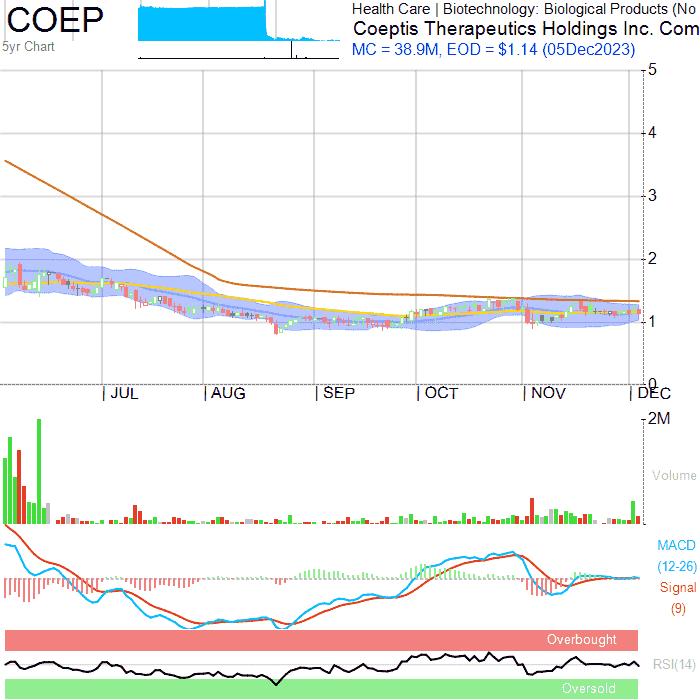 COEP
5yr Chart
Health Care | Biotechnology: Biological Products (No
Coeptis Therapeutics Holdings Inc. Com
MC = 38.9M, EOD = $1.14 (05Dec2023)
5
4
3
2
1
0
JUL
AUG
SEP
OCT
NOV
DEC
2M
Volume
MACD
(12-26)
Signal
(9)
Overbought
RSI(14)
Oversold